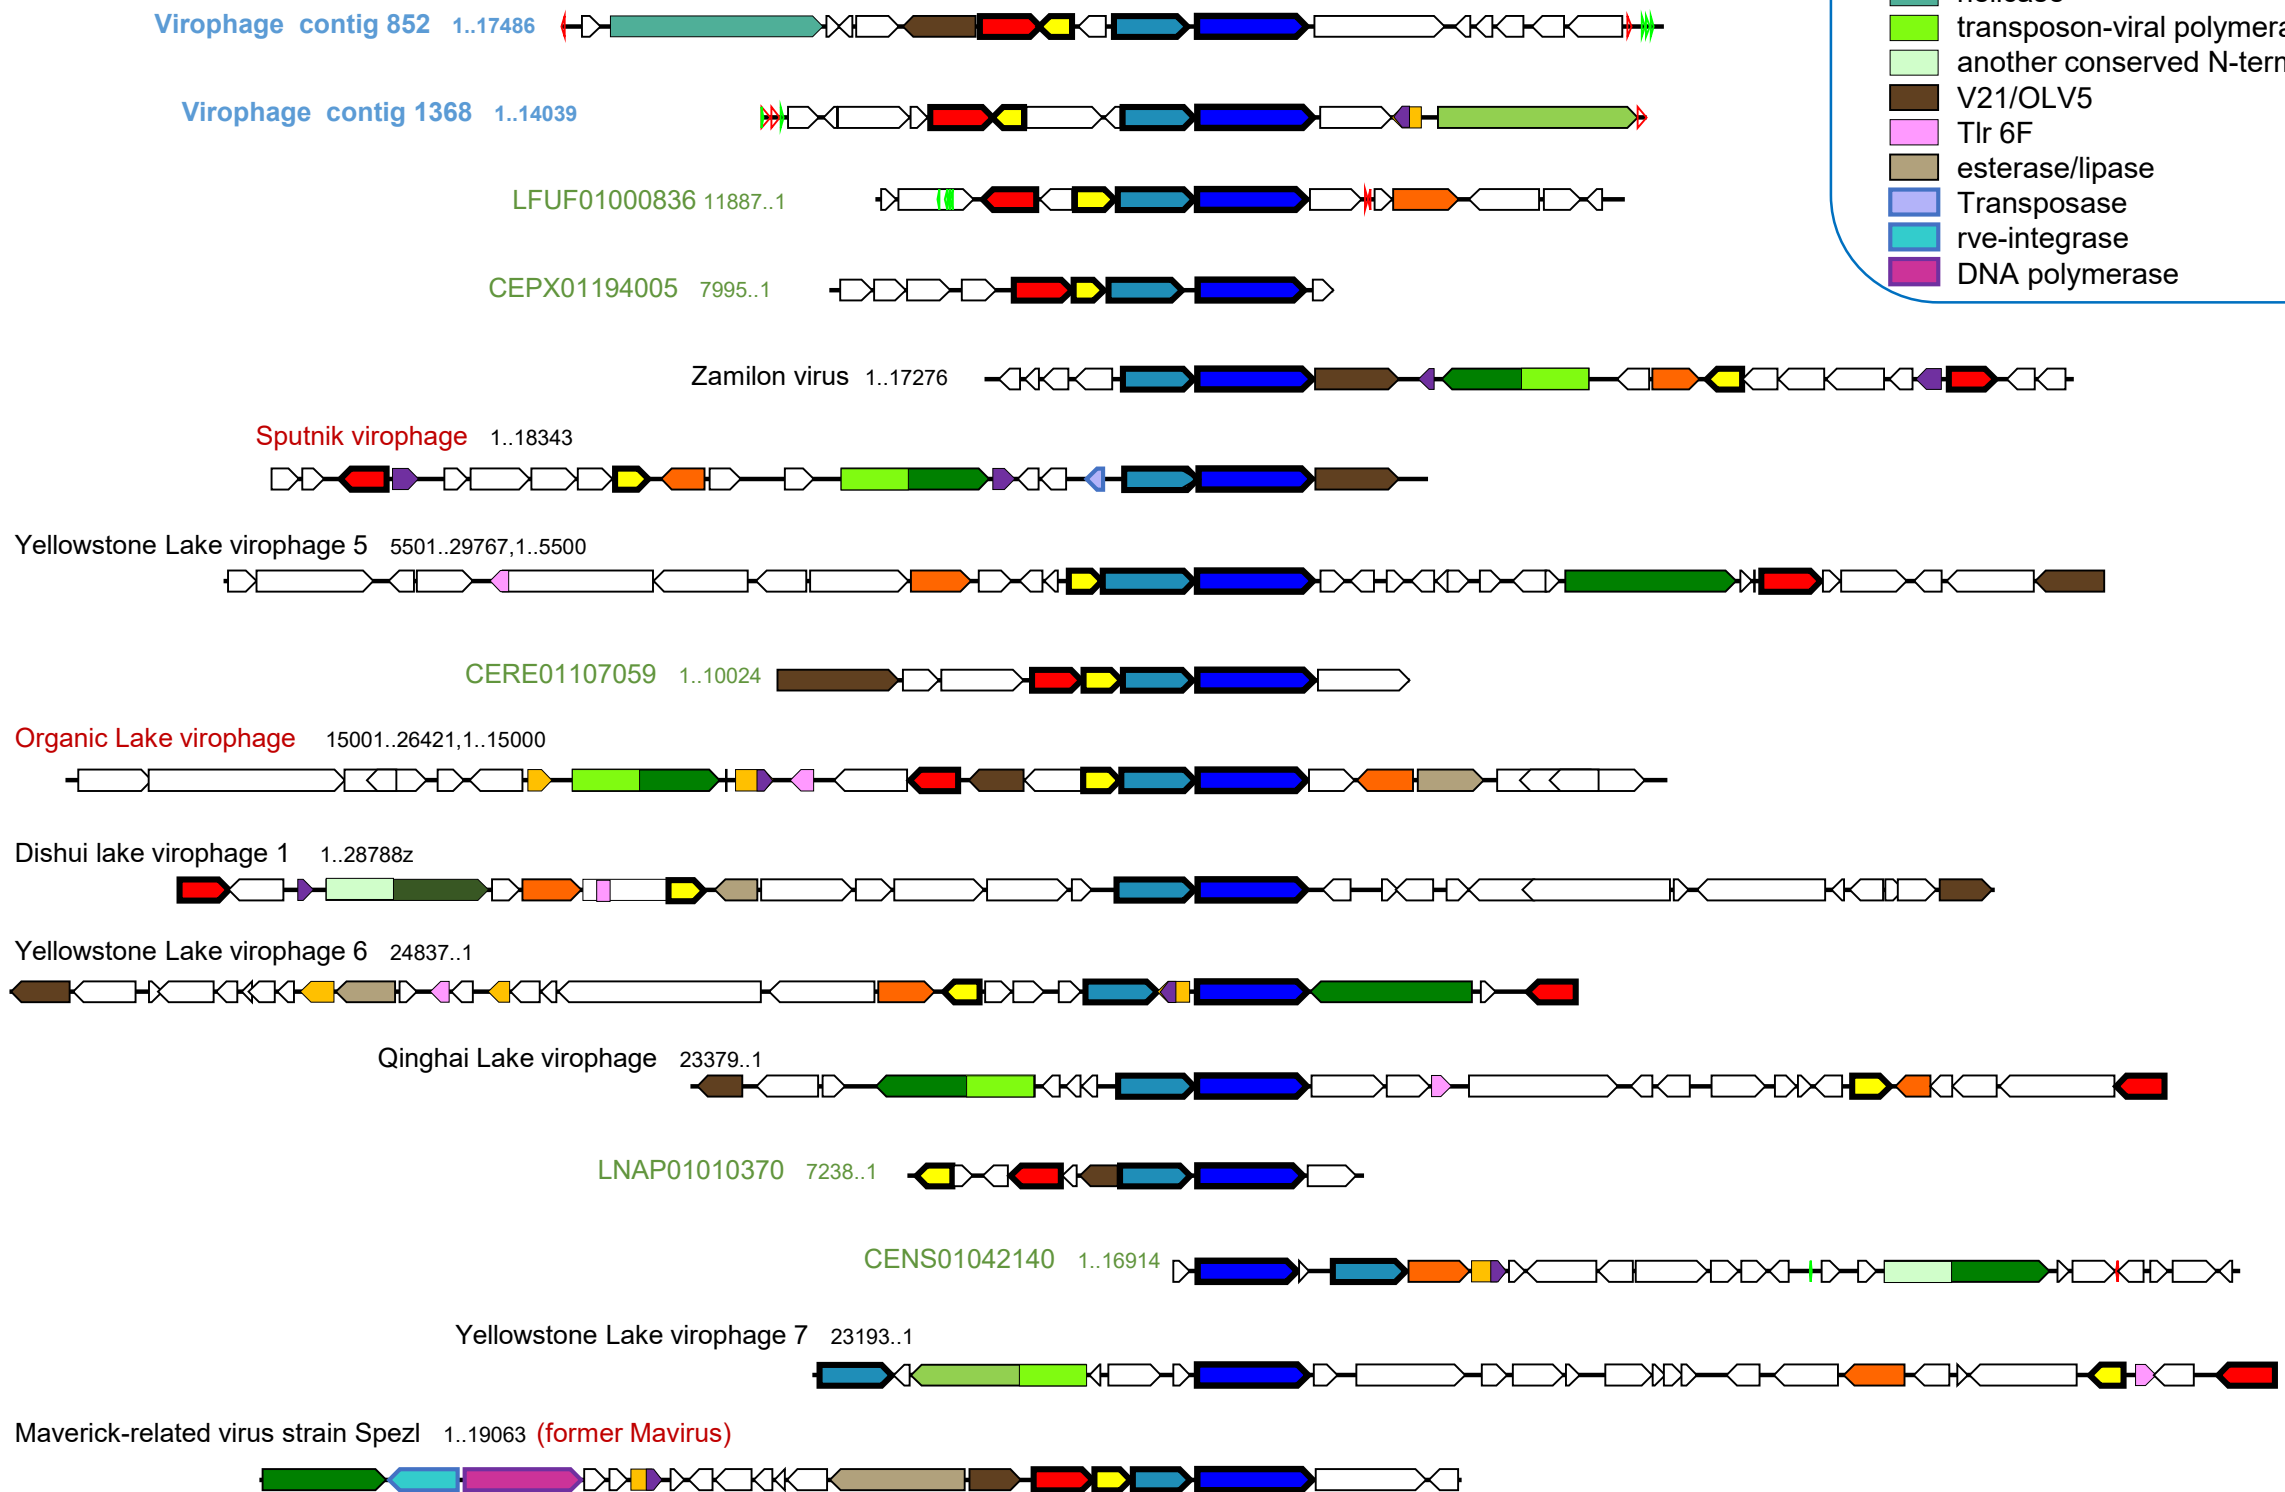 Virophage contig 852 1..17486
Virophage contig 1368 1..14039
LFUF01000836 11887..1
CEPX01194005 7995..1
Zamilon virus 1..17276
Sputnik virophage 1..18343
Yellowstone Lake virophage 5 5501..29767,1..5500
CERE01107059 1..10024
Organic Lake virophage 15001..26421,1..15000
Dishui lake virophage 1 1..28788z
Yellowstone Lake virophage 6 24837..1
Qinghai Lake virophage 23379..1
LNAP01010370 7238..1
CENS01042140 1..16914
Yellowstone Lake virophage 7 23193..1
Maverick-related virus strain Spezl 1..19063 (former Mavirus)
helicase
transposon-viral
another conserved
V21/OLV5
Tlr 6F
esterase/lipase
Transposase
rve-integrase
DNA polymerase